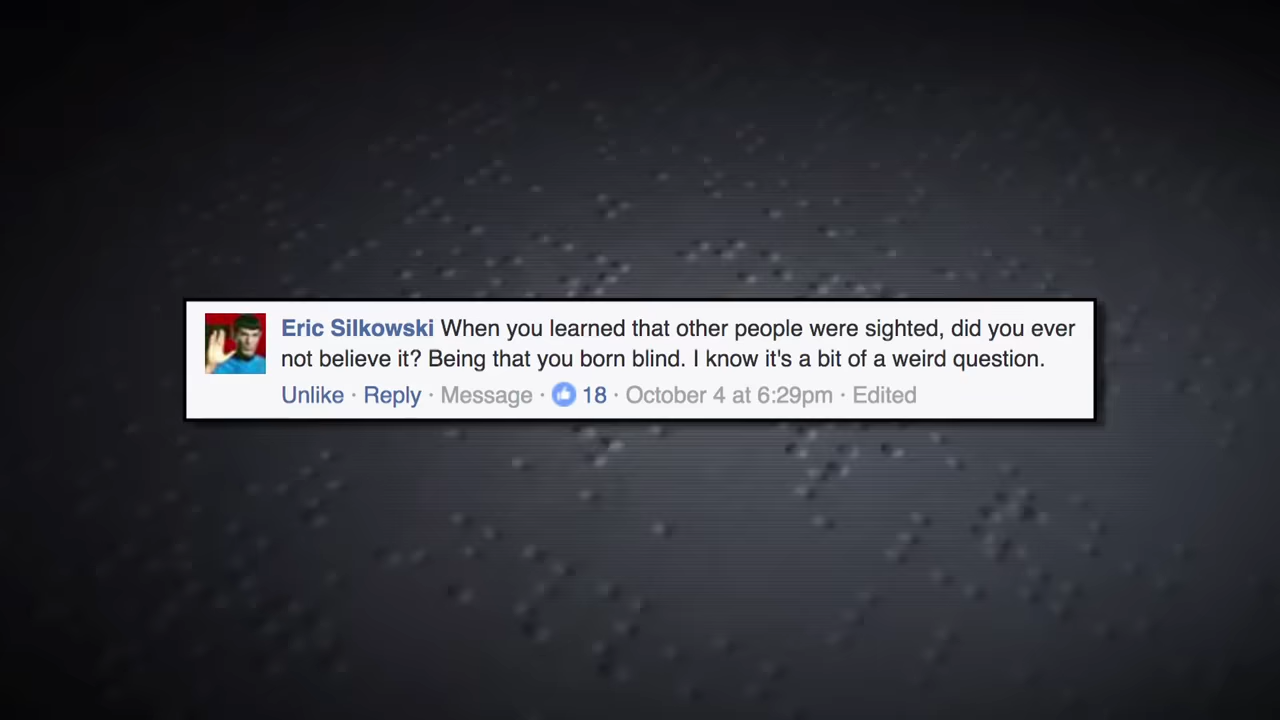 Eric Silkowski When you learned that other people were sighted, did you ever
not believe it? Being that you born blind. I know it's a bit of a weird question.
Unlike · Reply · Message · 18 · October 4 at 6:29pm · Edited